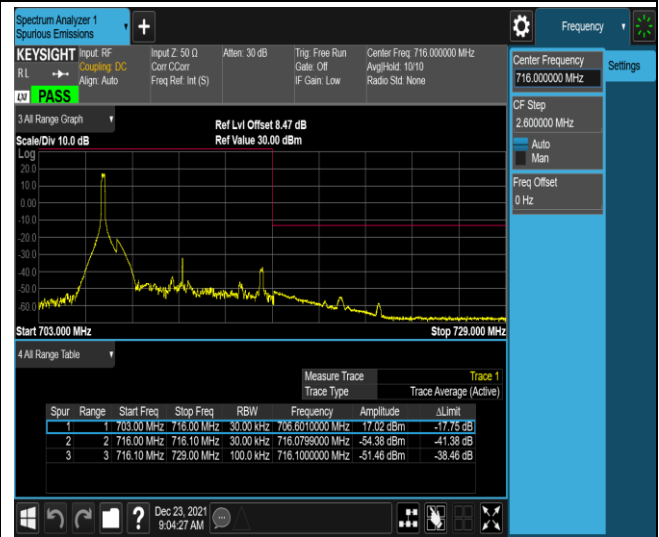 Spectrum Analyzer 1
Spurious Emissions
+
Frequency
KEYSIGHT Input: RF Input Z: 50 Ω Atten: 30 dB Trig: Free Run Center Freq: 716.000000 MHz
RL Coupling: DC Corr CCorr Gate: Off Avg|Hold: 10/10
Align: Auto Freq Ref: Int (S) IF Gain: Low Radio Std: None
LXI PASS
Center Frequency
716.000000 MHz
Settings
CF Step
2.600000 MHz
Auto
Man
Freq Offset
0 Hz
3 All Range Graph
Ref Lvl Offset 8.47 dB
Scale/Div 10.0 dB Ref Value 30.00 dBm
Log
20.0
10.0
0.00
-10.0
-20.0
-30.0
-40.0
-50.0
-60.0
Start 703.000 MHz Stop 729.000 MHz
4 All Range Table
Measure Trace Trace 1
Trace Type Trace Average (Active)
Spur Range Start Freq Stop Freq RBW Frequency Amplitude ΔLimit
1 1 703.00 MHz 716.00 MHz 30.00 kHz 706.6010000 MHz 17.02 dBm -17.75 dB
2 2 716.00 MHz 716.10 MHz 30.00 kHz 716.0799000 MHz -54.38 dBm -41.38 dB
3 3 716.10 MHz 729.00 MHz 100.0 kHz 716.1000000 MHz -51.46 dBm -38.46 dB
? Dec 23, 2021
9:04:27 AM